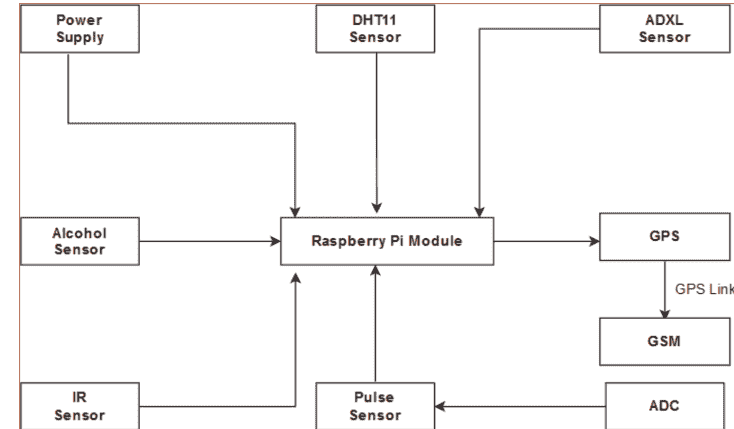 Power
Supply
DHT11
Sensor
ADXL
Sensor
Alcohol
Sensor
Raspberry Pi Module
GPS
GPS Link
GSM
IR
Sensor
Pulse
Sensor
ADC